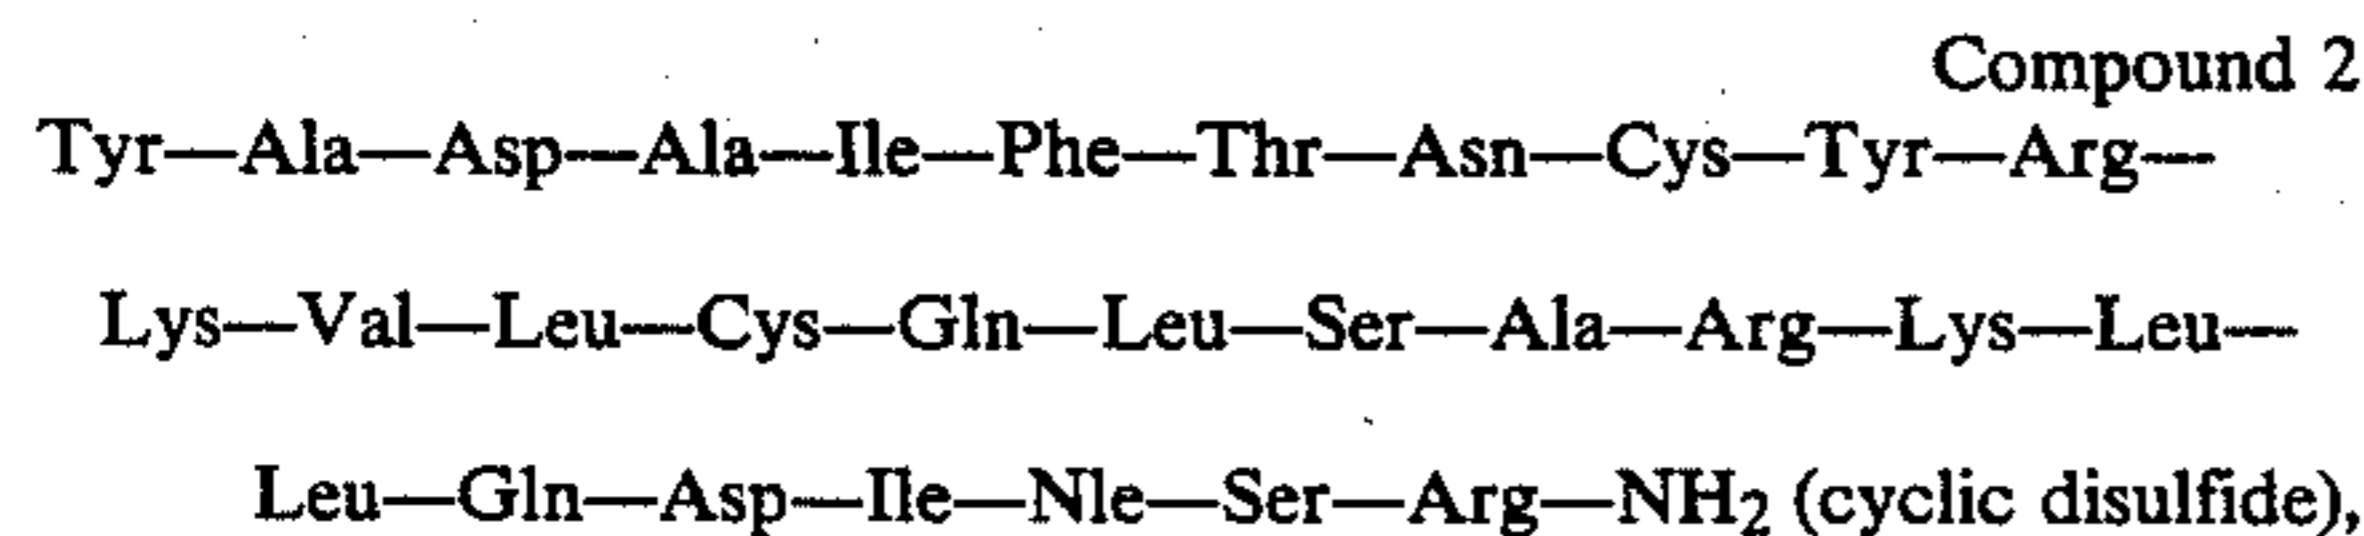 Compound 2
Tyr—Ala—Asp—Ala—Ile—Phe—Thr—Asn—Cys—Tyr—Arg—
Lys—Val—Leu—Cys—Gln—Leu—Ser—Ala—Arg—Lys—Leu—
Leu—Gln—Asp—Ile—Nle—Ser—Arg—NH₂ (cyclic disulfide),